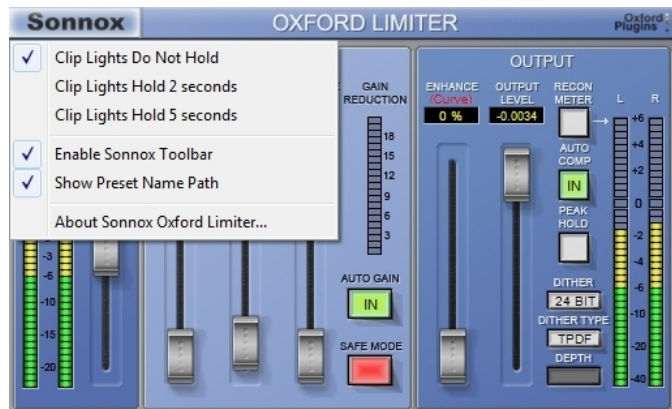 Sonnox OXFORD LIMITER Oxford Plugins
Clip Lights Do Not Hold
Clip Lights Hold 2 seconds
Clip Lights Hold 5 seconds
Enable Sonnox Toolbar
Show Preset Name Path
About Sonnox Oxford Limiter...
-3
-6
-10
-15
-20
GAIN
REDUCTION
18
15
12
9
6
3
AUTO GAIN
IN
SAFE MODE
OUTPUT
ENHANCE
(Curve)
0 %
OUTPUT
LEVEL
-0.0034
RECON
METER
AUTO
COMP
IN
PEAK
HOLD
DITHER
24 BIT
DITHER TYPE
TPDF
DEPTH
L R
+6
+4
+2
0
-2
-4
-6
-10
-20
-40